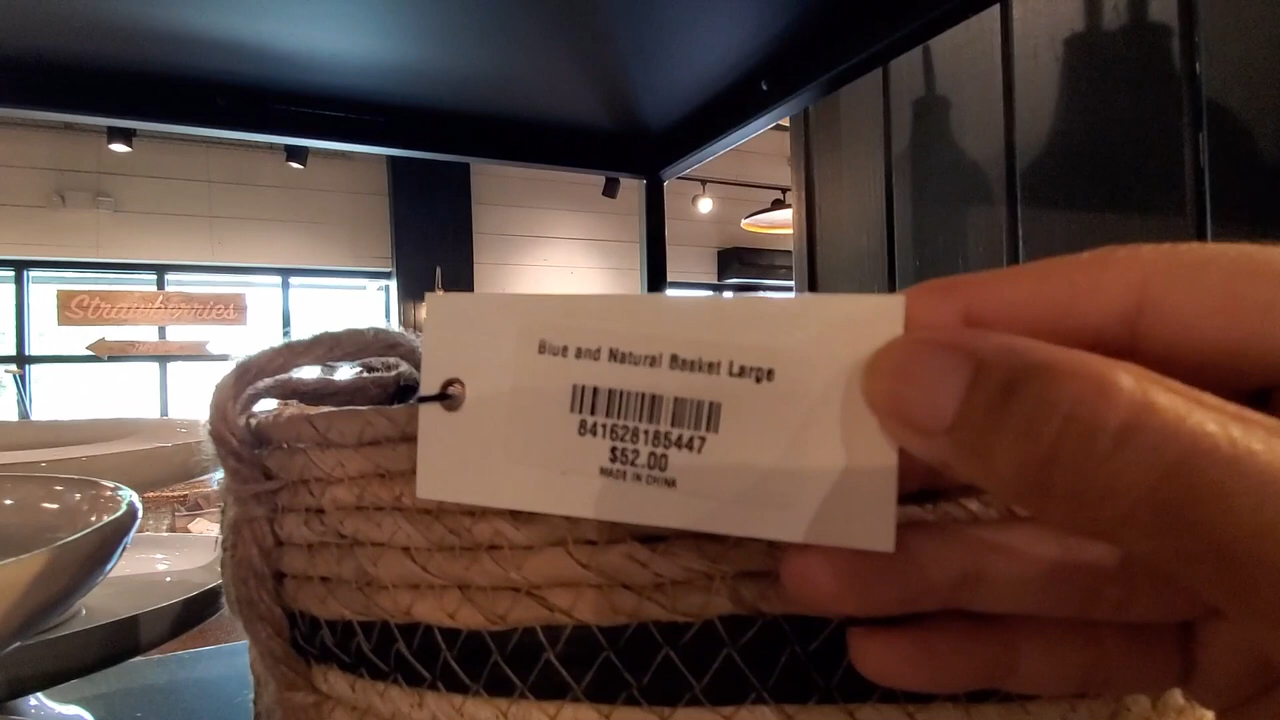 Strawberries
Blue and Natural Basket Large
841628185447
$52.00
MADE IN CHINA